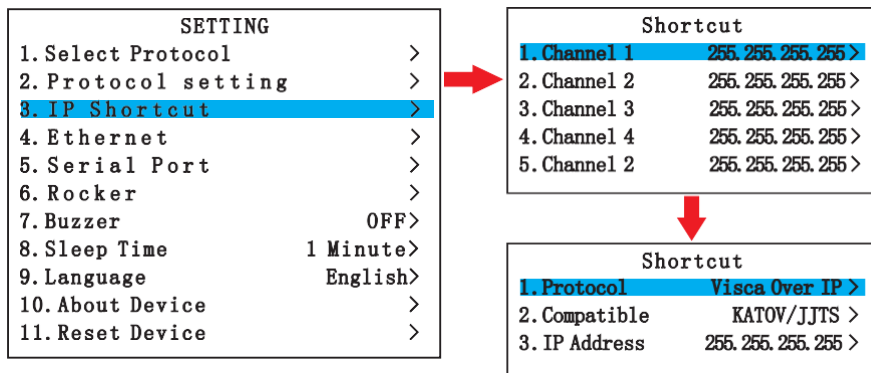 SETTING
1. Select Protocol >
2. Protocol setting >
3. IP Shortcut >
4. Ethernet >
5. Serial Port >
6. Rocker >
7. Buzzer OFF>
8. Sleep Time 1 Minute>
9. Language English>
10. About Device >
11. Reset Device >
Shortcut
1. Channel 1 255.255.255.255>
2. Channel 2 255.255.255.255>
3. Channel 3 255.255.255.255>
4. Channel 4 255.255.255.255>
5. Channel 2 255.255.255.255>
Shortcut
1. Protocol Visca Over IP >
2. Compatible KATOV/JJTS >
3. IP Address 255.255.255.255 >